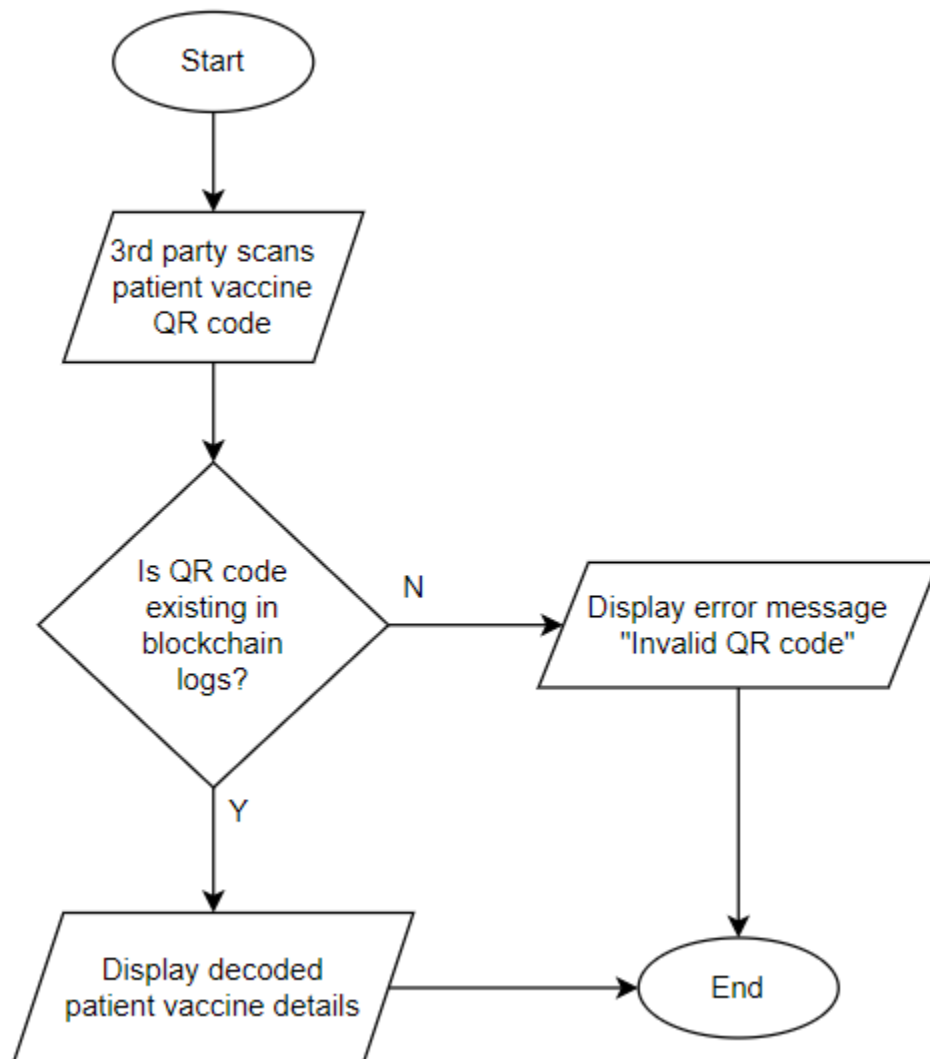 Start
3rd party scans
patient vaccine
QR code
Is QR code
existing in
blockchain
logs?
N
Display error message
"Invalid QR code"
Y
Display decoded
patient vaccine details
End